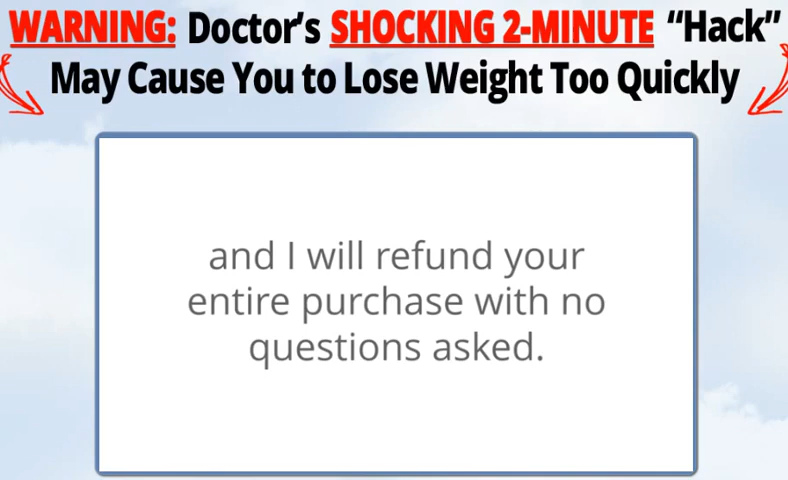 WARNING: Doctor's SHOCKING 2-MINUTE “Hack”
May Cause You to Lose Weight Too Quickly
and I will refund your
entire purchase with no
questions asked.